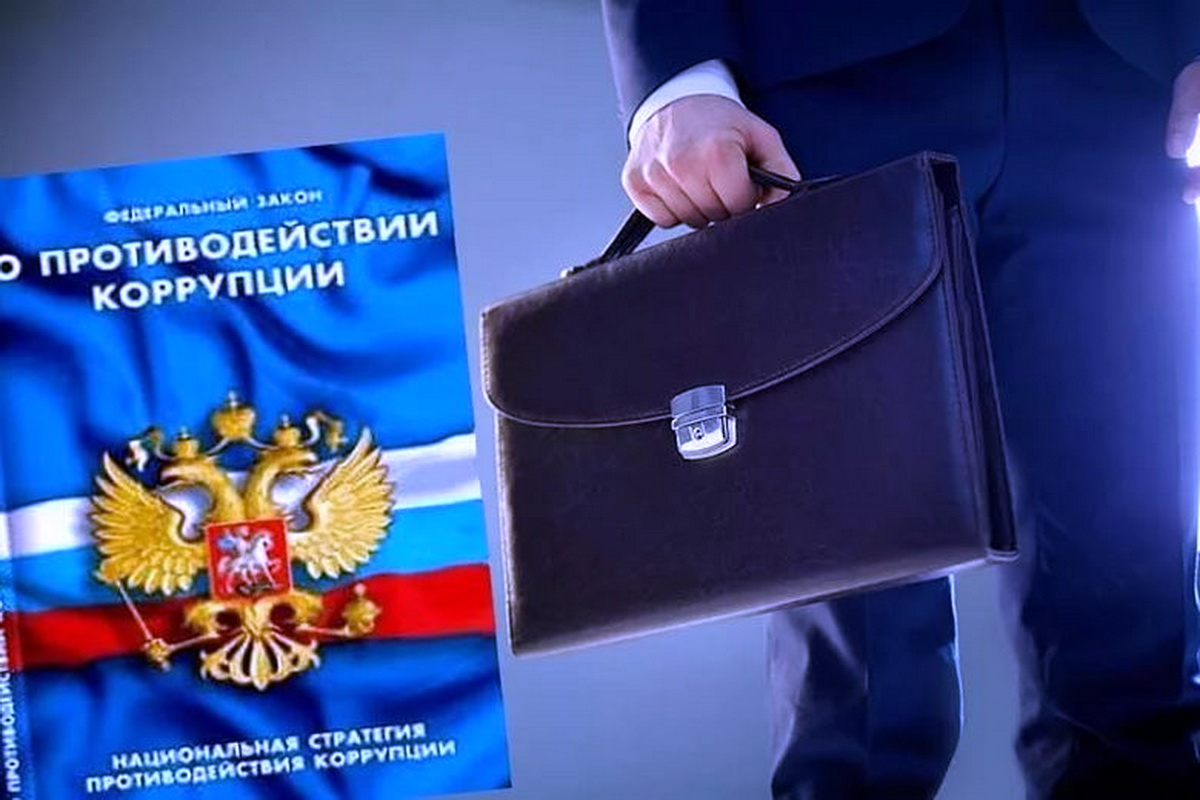 ФЕДЕРАЛЬНЫЙ ЗАКОН
О ПРОТИВОДЕЙСТВИИ
КОРРУПЦИИ
НАЦИОНАЛЬНАЯ СТРАТЕГИЯ
ПРОТИВОДЕЙСТВИЯ КОРРУПЦИИ